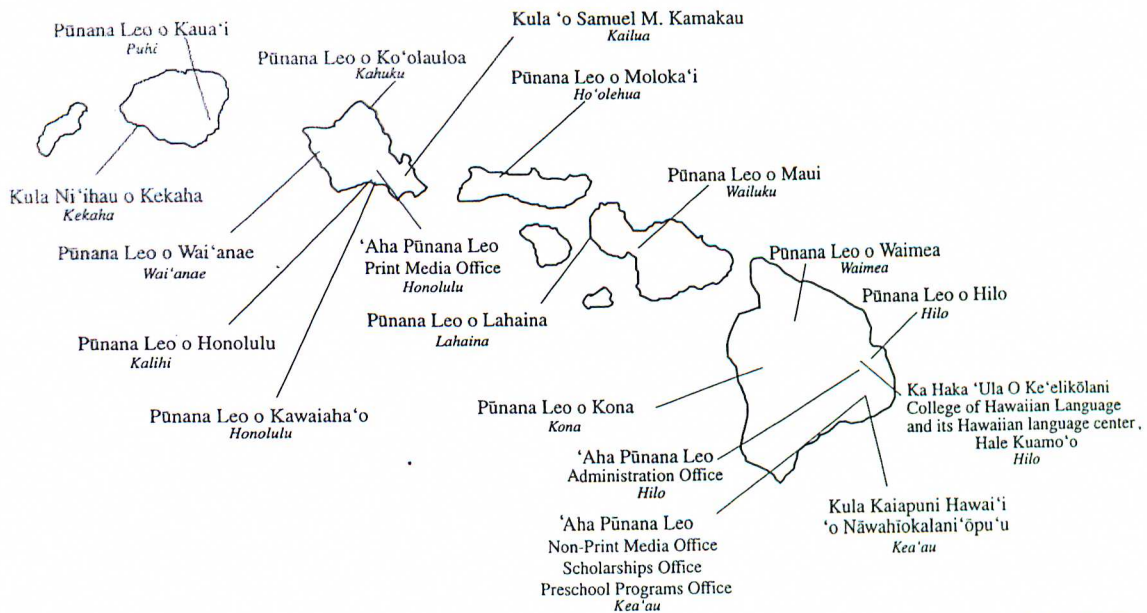 Pūnana Leo o Kaua‘i
Puhi
Pūnana Leo o Ko‘olauloa
Kahuku
Kula ‘o Samuel M. Kamakau
Kailua
Pūnana Leo o Moloka‘i
Ho‘olehua
Kula Ni‘ihau o Kekaha
Kekaha
Pūnana Leo o Wai‘anae
Wai‘anae
‘Aha Pūnana Leo
Print Media Office
Honolulu
Pūnana Leo o Maui
Wailuku
Pūnana Leo o Honolulu
Kalihi
Pūnana Leo o Lahaina
Lahaina
Pūnana Leo o Waimea
Waimea
Pūnana Leo o Hilo
Hilo
Pūnana Leo o Kawaiaha‘o
Honolulu
Pūnana Leo o Kona
Kona
Ka Haka ‘Ula O Ke‘elikōlani
College of Hawaiian Language
and its Hawaiian language center,
Hale Kuamo‘o
Hilo
‘Aha Pūnana Leo
Administration Office
Hilo
‘Aha Pūnana Leo
Non-Print Media Office
Scholarships Office
Preschool Programs Office
Kea‘au
Kula Kaiapuni Hawai‘i
‘o Nāwahīokalani‘ōpu‘u
Kea‘au